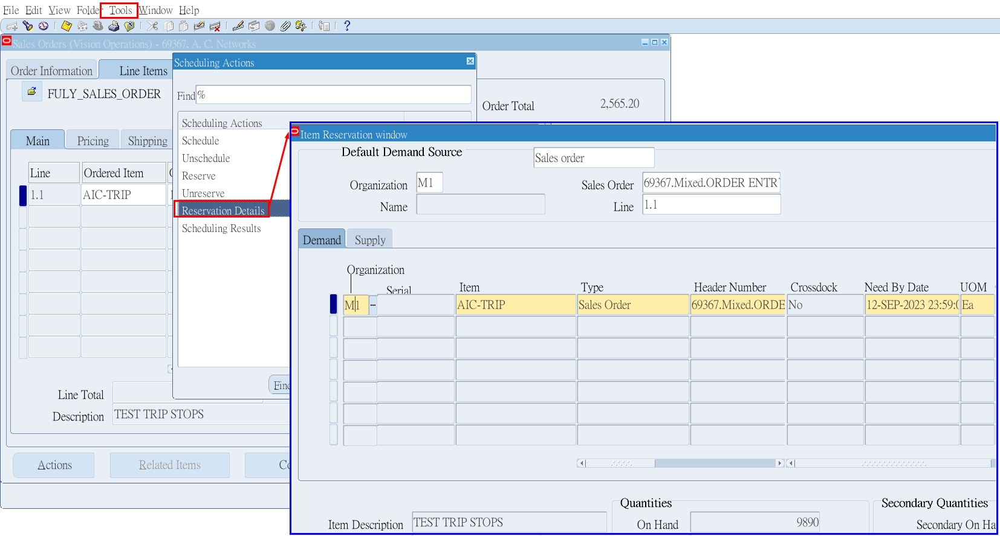 File Edit View Folder Tools Window Help
Sales Orders (Vision Operations) - 69367, A. C. Networks
Order Information
Line Items
FULY_SALES_ORDER
Order Total 2,565.20
Main Pricing Shipping
Line Ordered Item
1.1 AIC-TRIP
Line Total
Description TEST TRIP STOPS
Actions Related Items
Scheduling Actions
Find %
Scheduling Actions
Schedule
Unschedule
Reserve
Unreserve
Reservation Details
Scheduling Results
Find
Item Reservation window
Default Demand Source Sales order
Organization M1 Sales Order 69367.Mixed.ORDER ENTRY
Name Line 1.1
Demand Supply
Organization
Serial Item Type Header Number Crossdock Need By Date UOM
M1 AIC-TRIP Sales Order 69367.Mixed.ORDE No 12-SEP-2023 23:59:0 Ea
Quantities Secondary Quantities
Item Description TEST TRIP STOPS On Hand 9890 Secondary On Ha